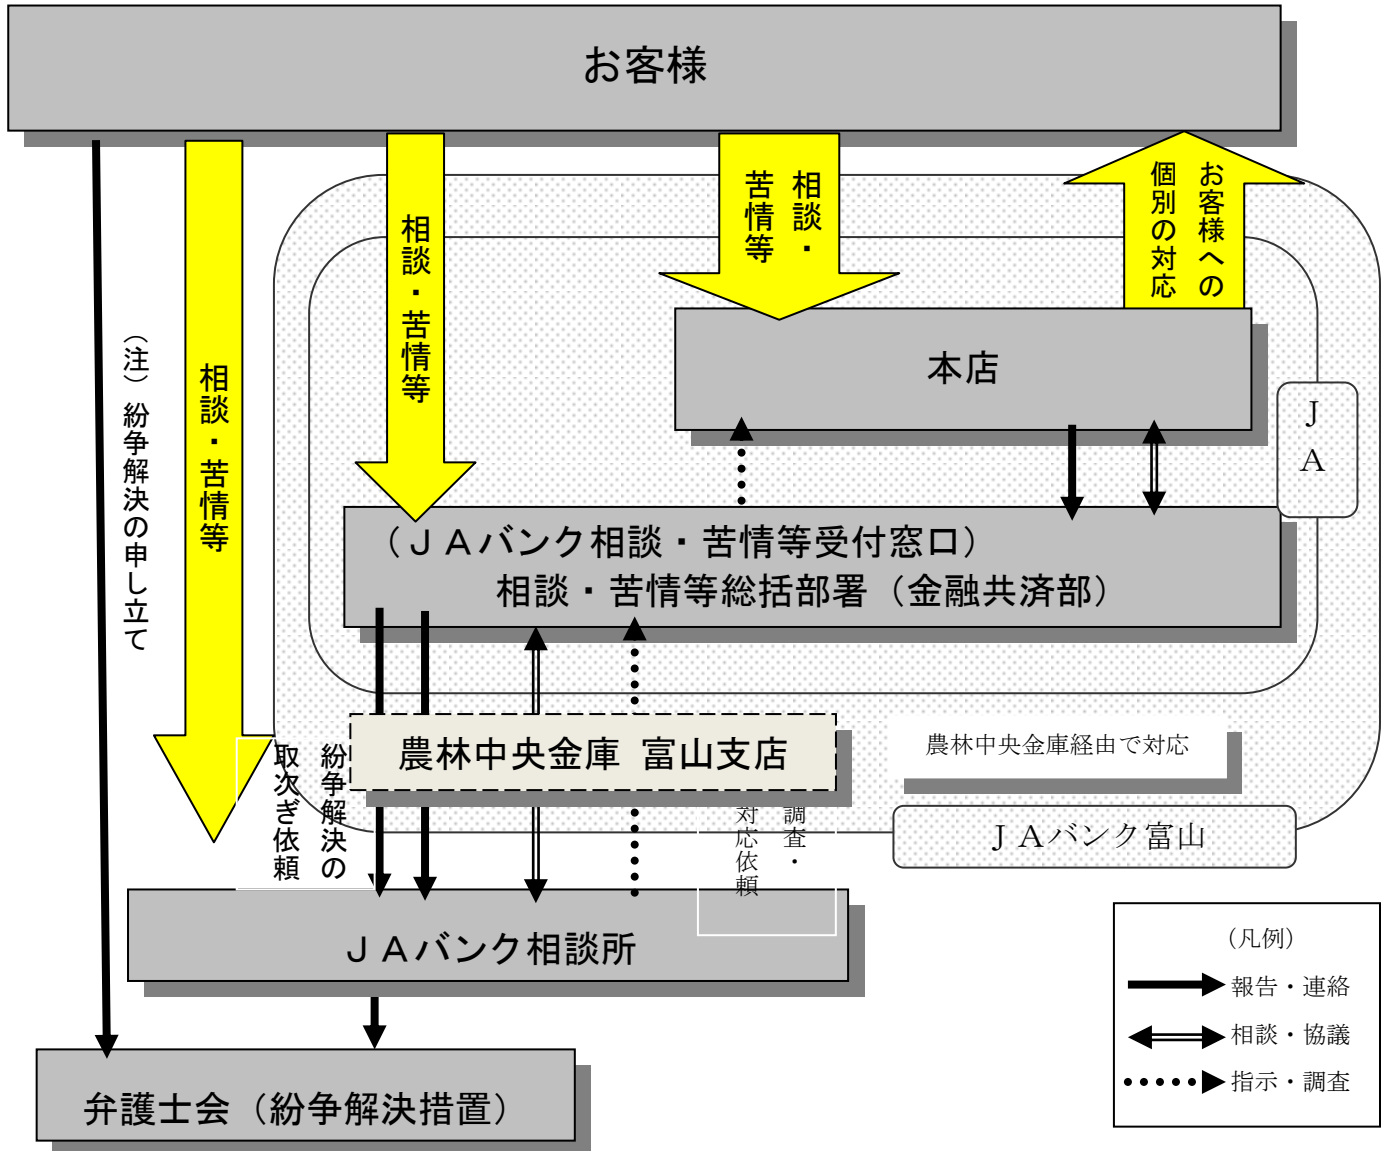 お客様
相談・
苦情等
お客様への
個別の対応
相談・苦情等
相談・苦情等
（注）紛争解決の申し立て
本店
ＪＡ
（ＪＡバンク相談・苦情等受付窓口）
相談・苦情等総括部署（金融共済部）
農林中央金庫 富山支店
農林中央金庫経由で対応
紛争解決の
取次ぎ依頼
調査・
対応依頼
ＪＡバンク富山
ＪＡバンク相談所
弁護士会（紛争解決措置）
（凡例）
報告・連絡
相談・協議
指示・調査